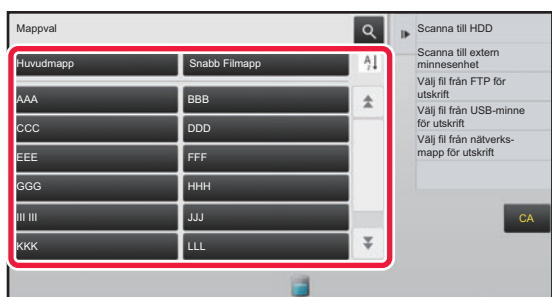 Mappval
Huvudmapp
Snabb Filmapp
AAA
BBB
CCC
DDD
EEE
FFF
GGG
HHH
III III
JJJ
KKK
LLL
Scanna till HDD
Scanna till extern
minnesenhet
Välj fil från FTP för
utskrift
Välj fil från USB-minne
för utskrift
Välj fil från nätverks-
mapp för utskrift
CA